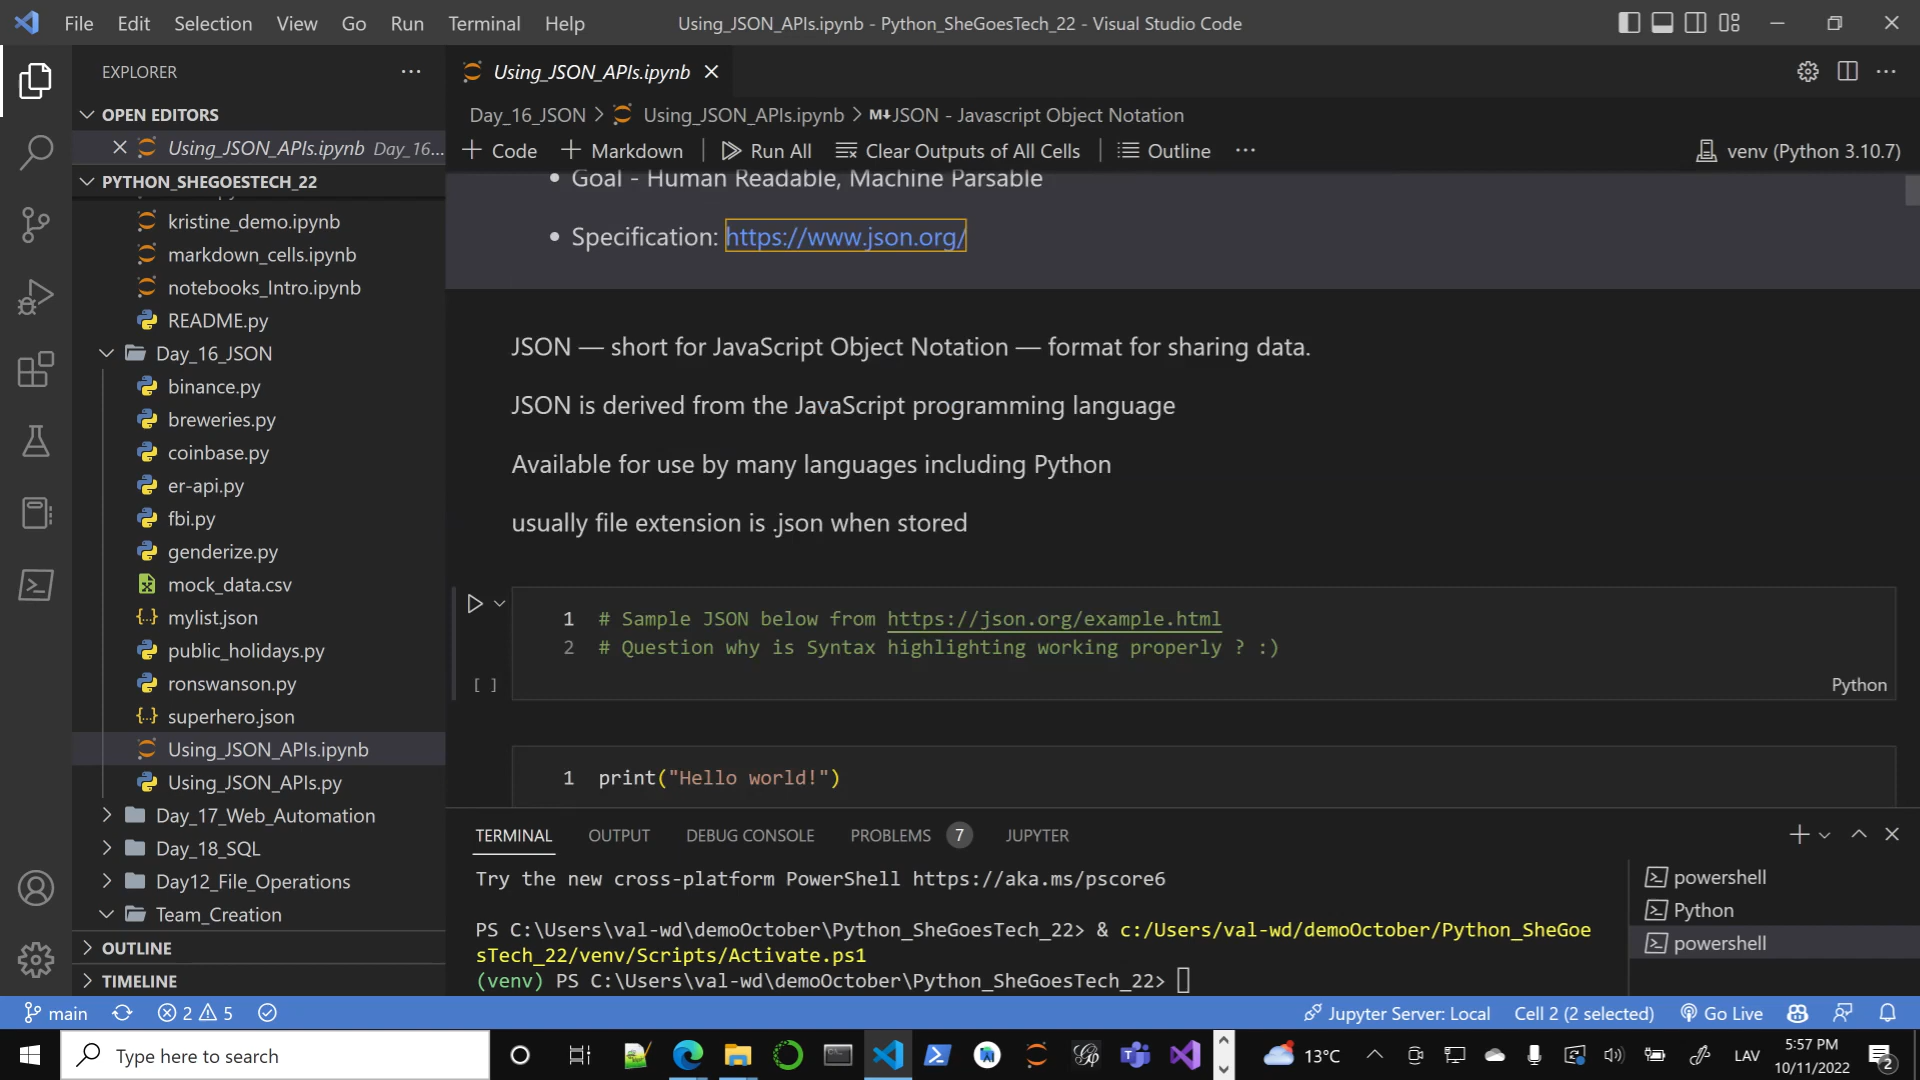 File Edit Selection View Go Run Terminal Help
Using_JSON_APIs.ipynb - Python_SheGoesTech_22 - Visual Studio Code
EXPLORER
OPEN EDITORS
Using_JSON_APIs.ipynb Day_16...
PYTHON_SHEGOESTECH_22
kristine_demo.ipynb
markdown_cells.ipynb
notebooks_Intro.ipynb
README.py
Day_16_JSON
binance.py
breweries.py
coinbase.py
er-api.py
fbi.py
genderize.py
mock_data.csv
mylist.json
public_holidays.py
ronswanson.py
superhero.json
Using_JSON_APIs.ipynb
Using_JSON_APIs.py
Day_17_Web_Automation
Day_18_SQL
Day12_File_Operations
Team_Creation
OUTLINE
TIMELINE
Using_JSON_APIs.ipynb
Day_16_JSON > Using_JSON_APIs.ipynb > M↓JSON - Javascript Object Notation
+ Code + Markdown Run All Clear Outputs of All Cells Outline ...
venv (Python 3.10.7)
• Goal - Human Readable, Machine Parsable
• Specification: https://www.json.org/
JSON — short for JavaScript Object Notation — format for sharing data.
JSON is derived from the JavaScript programming language
Available for use by many languages including Python
usually file extension is .json when stored
1 # Sample JSON below from https://json.org/example.html
2 # Question why is Syntax highlighting working properly ? :)
[ ]
Python
1 print("Hello world!")
TERMINAL OUTPUT DEBUG CONSOLE PROBLEMS 7 JUPYTER
Try the new cross-platform PowerShell https://aka.ms/pscore6
PS C:\Users\val-wd\demoOctober\Python_SheGoesTech_22> & c:/Users/val-wd/demoOctober/Python_SheGoe
sTech_22/venv/Scripts/Activate.ps1
(venv) PS C:\Users\val-wd\demoOctober\Python_SheGoesTech_22>
powershell
Python
powershell
main 2 5
Jupyter Server: Local Cell 2 (2 selected) Go Live
Type here to search
13°C
LAV
5:57 PM
10/11/2022
2